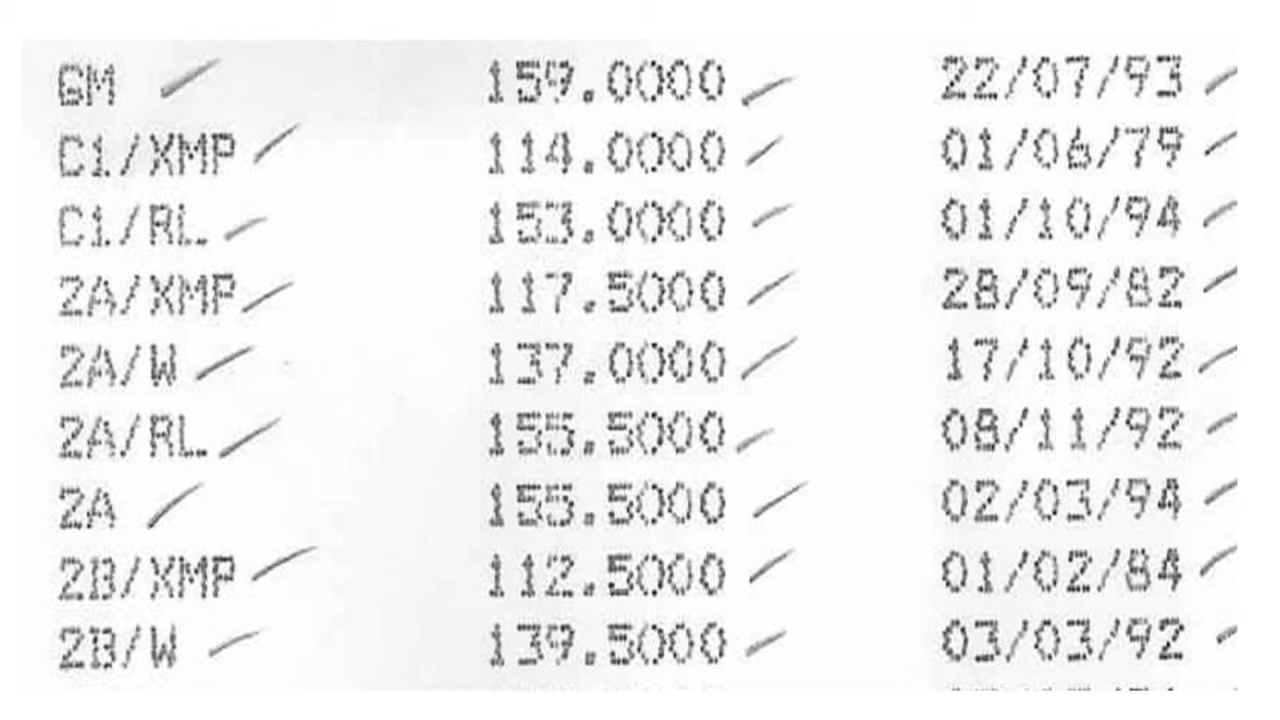 GM 159.0000 22/07/93
C1/XMP 114.0000 01/06/79
C1/RL 153.0000 01/10/94
2A/XMP 117.5000 28/09/82
2A/W 137.0000 17/10/92
2A/RL 155.5000 08/11/92
2A 155.5000 02/03/94
2B/XMP 112.5000 01/02/84
2B/W 139.5000 03/03/92